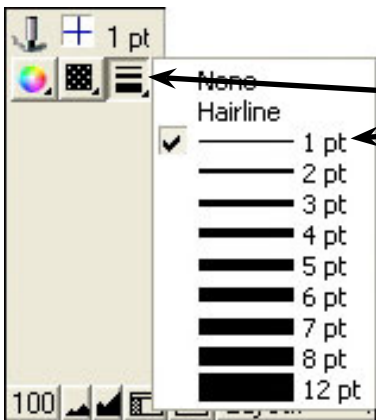 1 pt
None
Hairline
1 pt
2 pt
3 pt
4 pt
5 pt
6 pt
7 pt
8 pt
12 pt
100